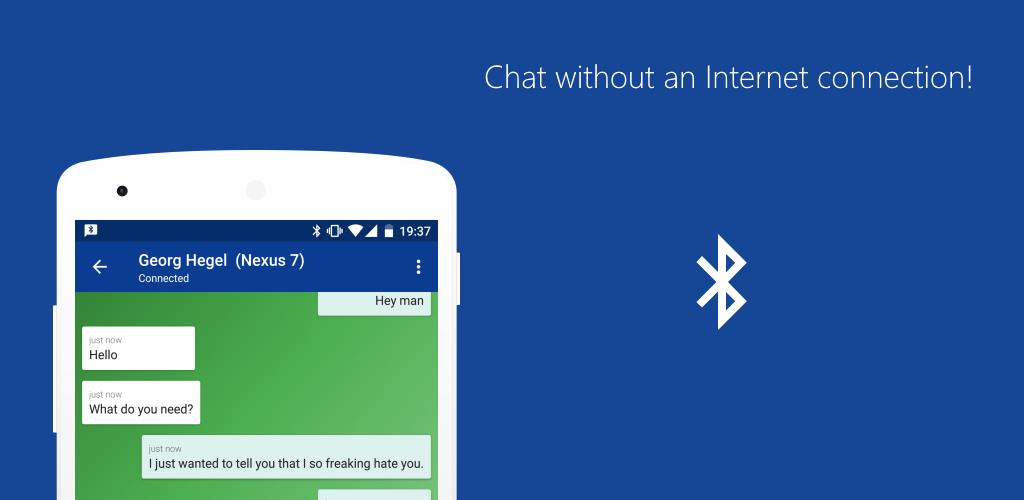 Chat without an Internet connection!
19:37
Georg Hegel (Nexus 7)
Connected
Hey man
just now
Hello
just now
What do you need?
just now
I just wanted to tell you that I so freaking hate you.